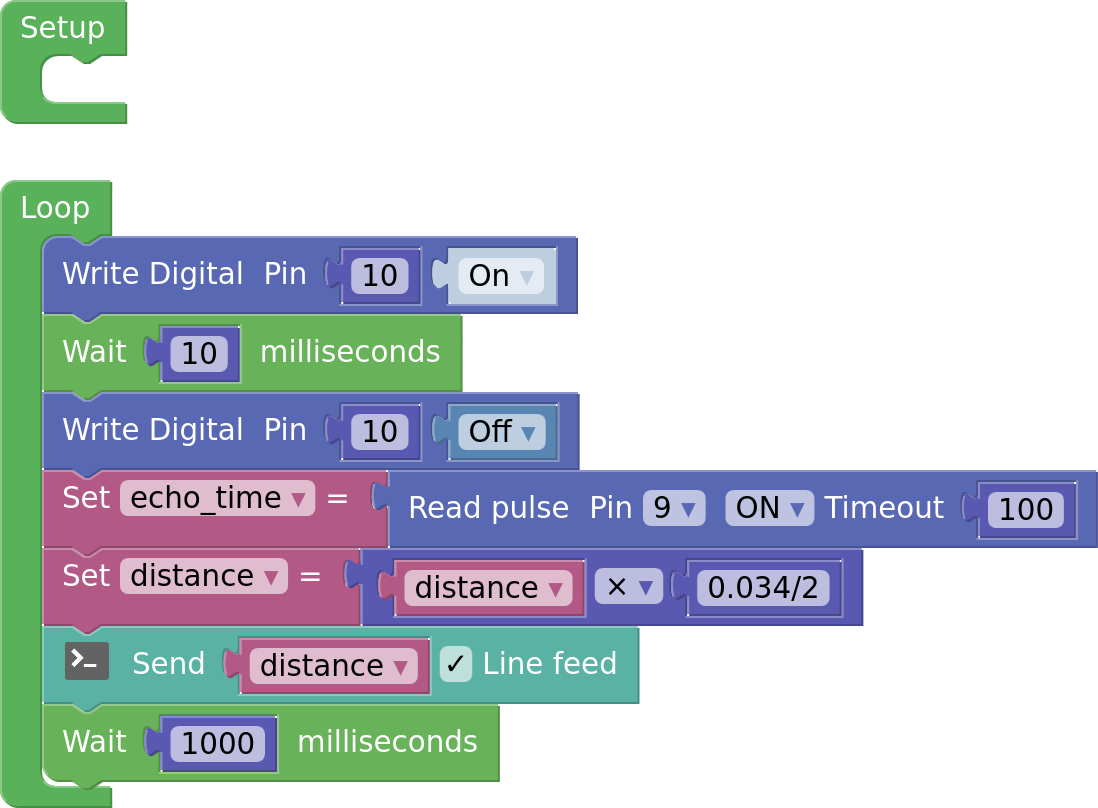 Setup
Loop
Write Digital Pin 10 On
Wait 10 milliseconds
Write Digital Pin 10 Off
Set echo_time = Read pulse Pin 9 ON Timeout 100
Set distance = distance × 0.034/2
Send distance ✓ Line feed
Wait 1000 milliseconds